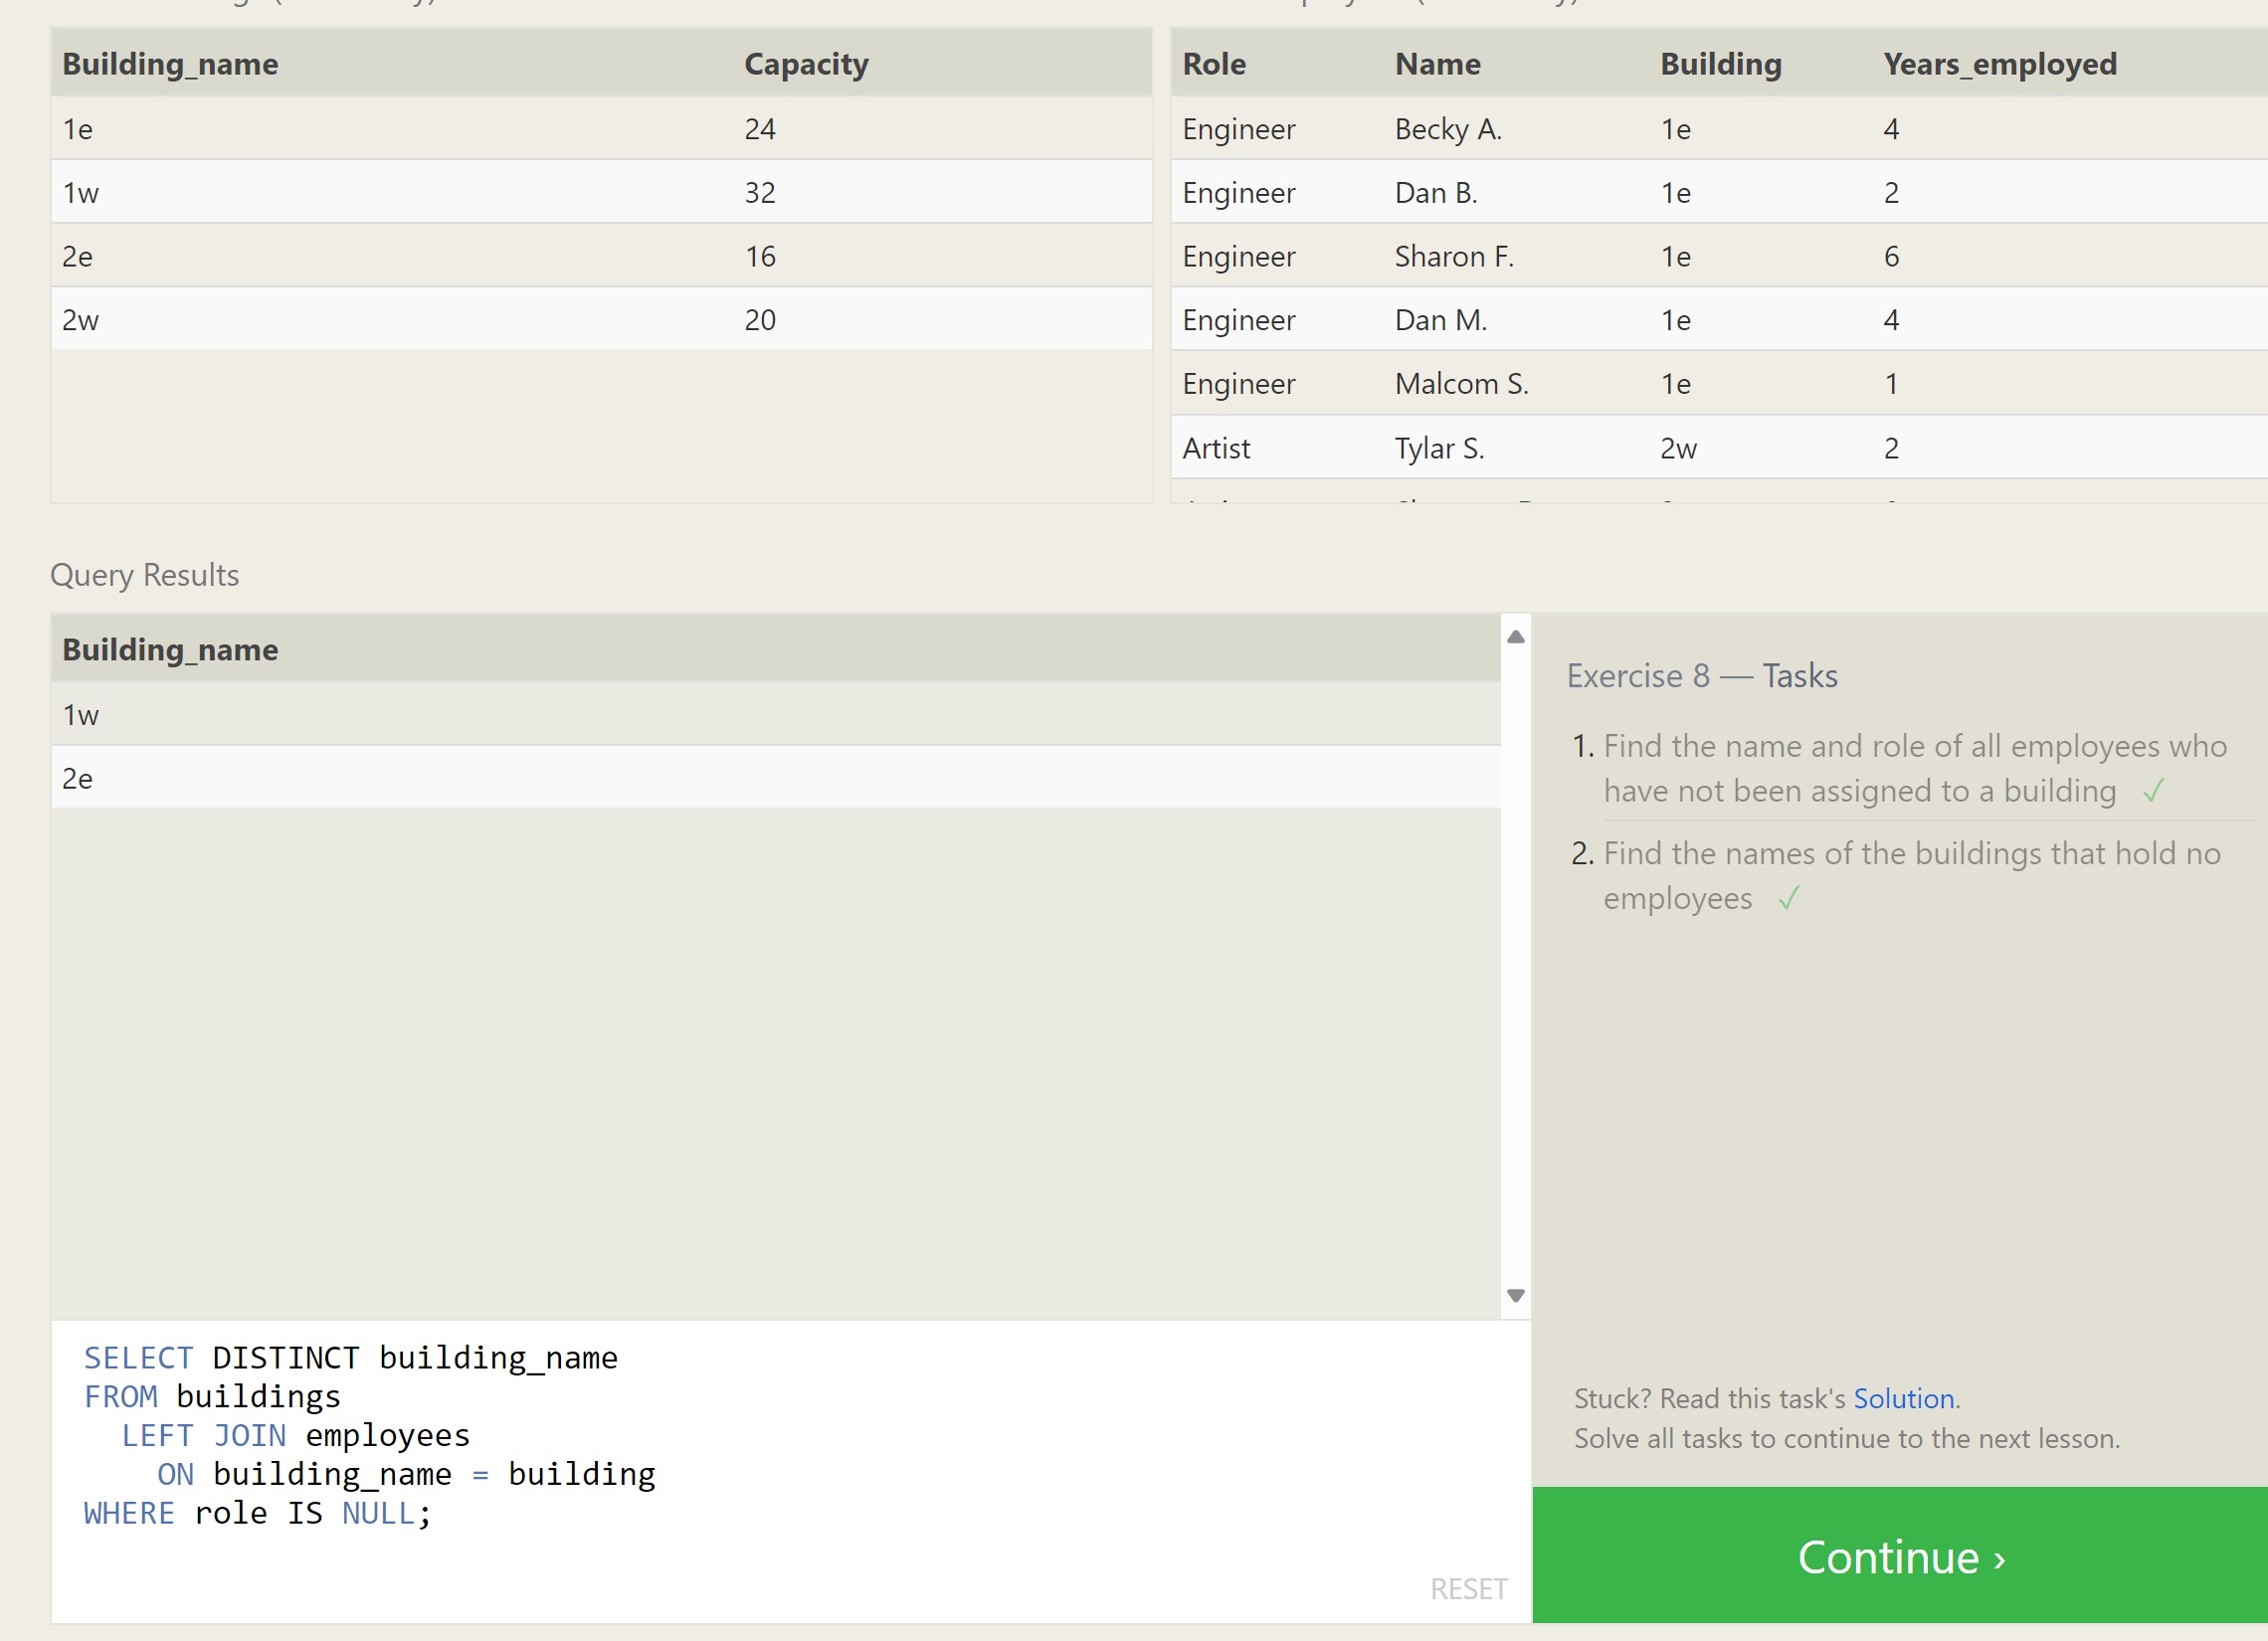 Building_name Capacity
1e 24
1w 32
2e 16
2w 20
Role Name Building Years_employed
Engineer Becky A. 1e 4
Engineer Dan B. 1e 2
Engineer Sharon F. 1e 6
Engineer Dan M. 1e 4
Engineer Malcom S. 1e 1
Artist Tylar S. 2w 2
Query Results
Building_name
1w
2e
SELECT DISTINCT building_name
FROM buildings
LEFT JOIN employees
ON building_name = building
WHERE role IS NULL;
RESET
Exercise 8 — Tasks
1. Find the name and role of all employees who
have not been assigned to a building ✓
2. Find the names of the buildings that hold no
employees ✓
Stuck? Read this task's Solution.
Solve all tasks to continue to the next lesson.
Continue ›